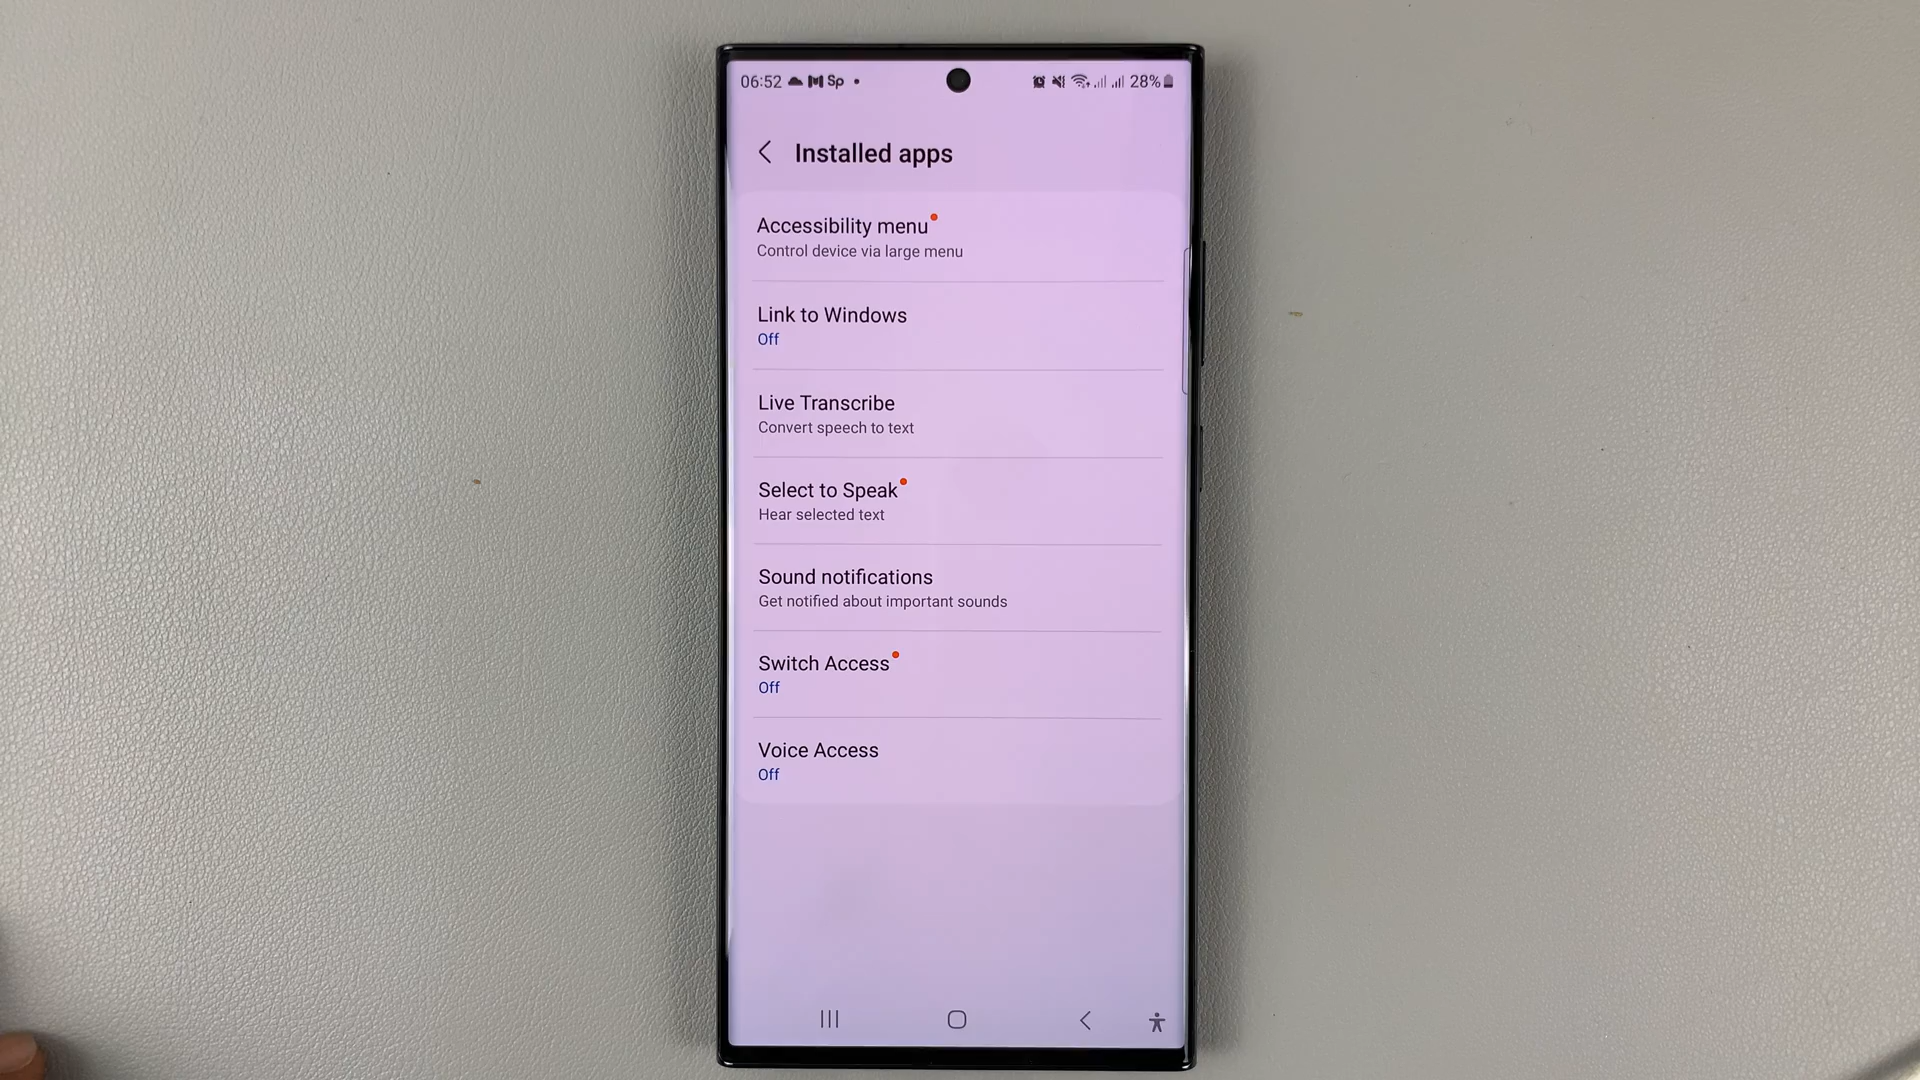 06:52 Sp 28%
Installed apps
Accessibility menu
Control device via large menu
Link to Windows
Off
Live Transcribe
Convert speech to text
Select to Speak
Hear selected text
Sound notifications
Get notified about important sounds
Switch Access
Off
Voice Access
Off